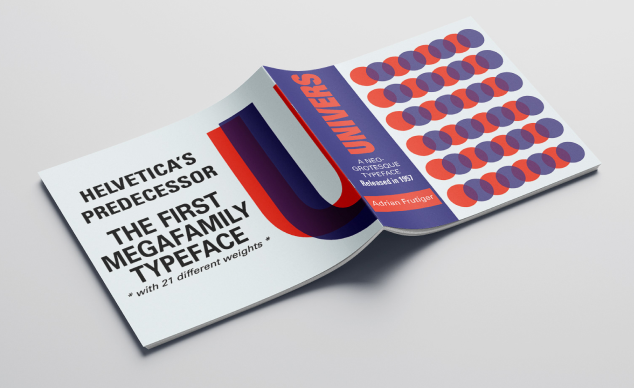 HELVETICA'S
PREDECESSOR
THE FIRST
MEGAFAMILY
TYPEFACE
* with 21 different weights *
U
UNIVERS
A NEO-
GROTESQUE
TYPEFACE
Released in 1957
Adrian Frutiger